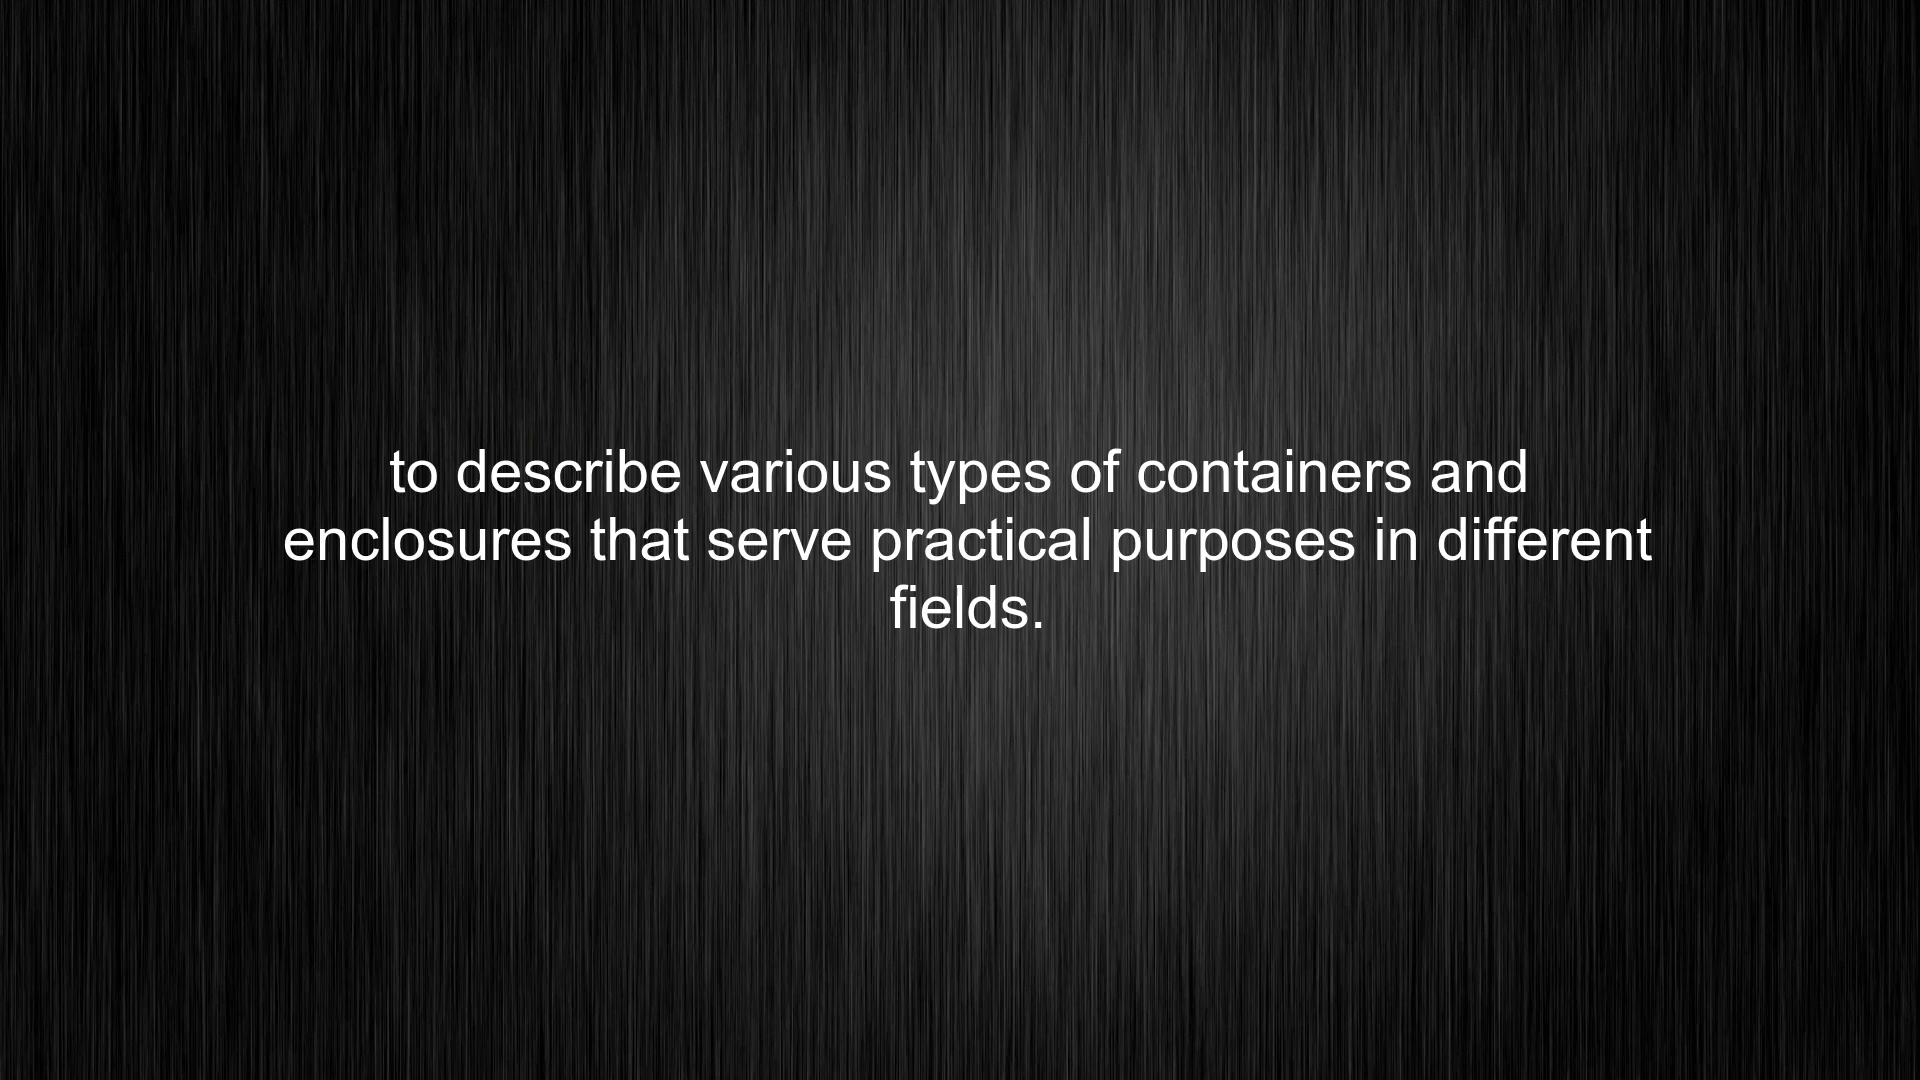 to describe various types of containers and
enclosures that serve practical purposes in different
fields.